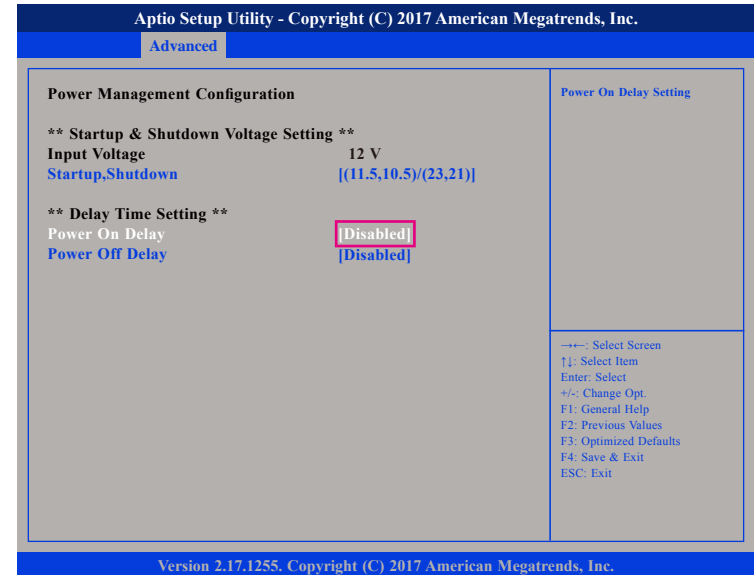 Aptio Setup Utility - Copyright (C) 2017 American Megatrends, Inc.
Advanced
Power Management Configuration
** Startup & Shutdown Voltage Setting **
Input Voltage 12 V
Startup,Shutdown [(11.5,10.5)/(23,21)]
** Delay Time Setting **
Power On Delay [Disabled]
Power Off Delay [Disabled]
Power On Delay Setting
→←: Select Screen
↑↓: Select Item
Enter: Select
+/-: Change Opt.
F1: General Help
F2: Previous Values
F3: Optimized Defaults
F4: Save & Exit
ESC: Exit
Version 2.17.1255. Copyright (C) 2017 American Megatrends, Inc.